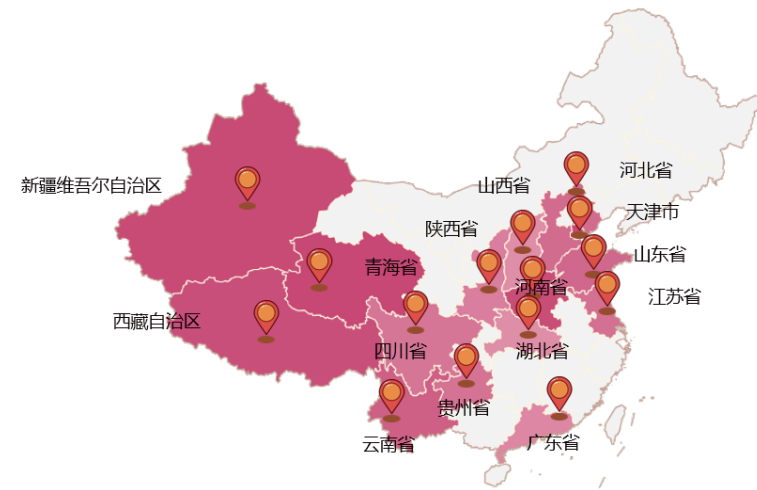 河北省
山西省
新疆维吾尔自治区
天津市
陕西省
山东省
青海省
河南省
江苏省
西藏自治区
四川省
湖北省
贵州省
云南省
广东省